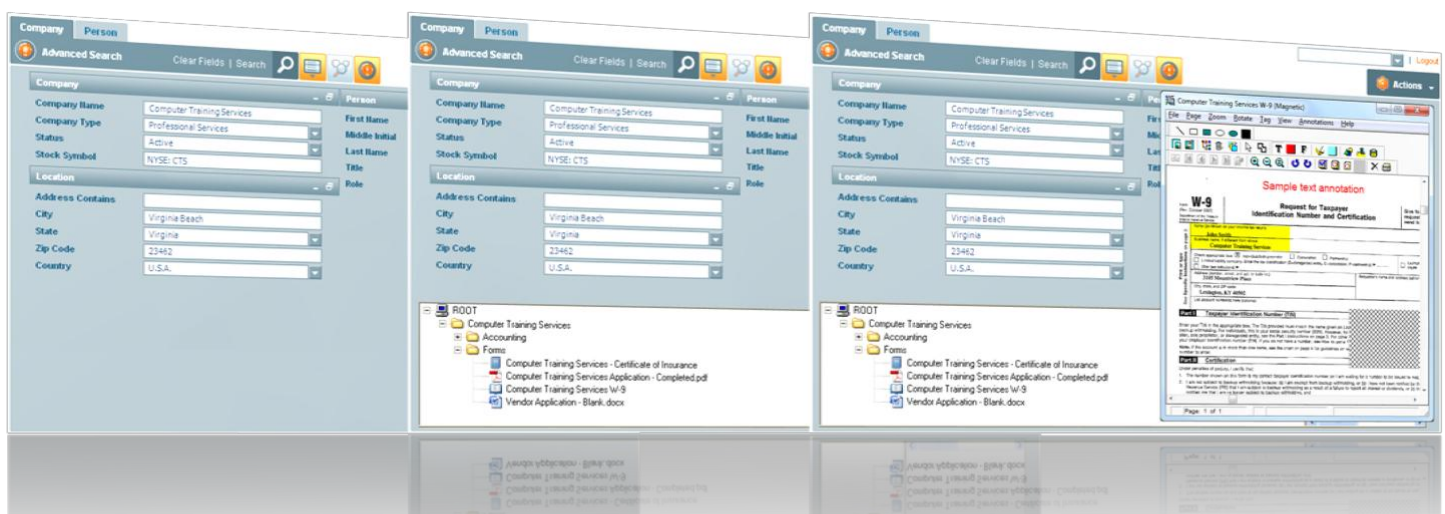 Company Person
Advanced Search Clear Fields | Search
Company
Company Name Computer Training Services
Company Type Professional Services
Status Active
Stock Symbol NYSE: CTS
Location
Address Contains
City Virginia Beach
State Virginia
Zip Code 23462
Country U.S.A.
Person
First Name
Middle Initial
Last Name
Title
Role
Company Person
Advanced Search Clear Fields | Search
Company
Company Name Computer Training Services
Company Type Professional Services
Status Active
Stock Symbol NYSE: CTS
Location
Address Contains
City Virginia Beach
State Virginia
Zip Code 23462
Country U.S.A.
Person
First Name
Middle Initial
Last Name
Title
Role
ROOT
Computer Training Services
Accounting
Forms
Computer Training Services - Certificate of Insurance
Computer Training Services Application - Completed.pdf
Computer Training Services W-9
Vendor Application - Blank.docx
Company Person
Advanced Search Clear Fields | Search
Logout
Actions
Company
Company Name Computer Training Services
Company Type Professional Services
Status Active
Stock Symbol NYSE: CTS
Location
Address Contains
City Virginia Beach
State Virginia
Zip Code 23462
Country U.S.A.
ROOT
Computer Training Services
Accounting
Forms
Computer Training Services - Certificate of Insurance
Computer Training Services Application - Completed.pdf
Computer Training Services W-9
Vendor Application - Blank.docx
Computer Training Services W-9 (Magnetic)
File Page Zoom Rotate Tag View Annotations Help
Sample text annotation
Form W-9
Request for Taxpayer
Identification Number and Certification
John Smith
Computer Training Services
Lexington, KY
Part I Taxpayer Identification Number (TIN)
Part II Certification
Page: 1 of 1